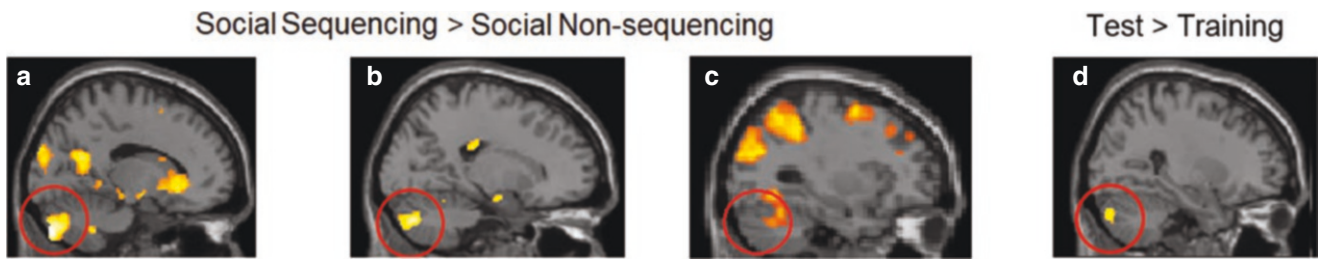 Social Sequencing > Social Non-sequencing
Test > Training
a
b
c
d